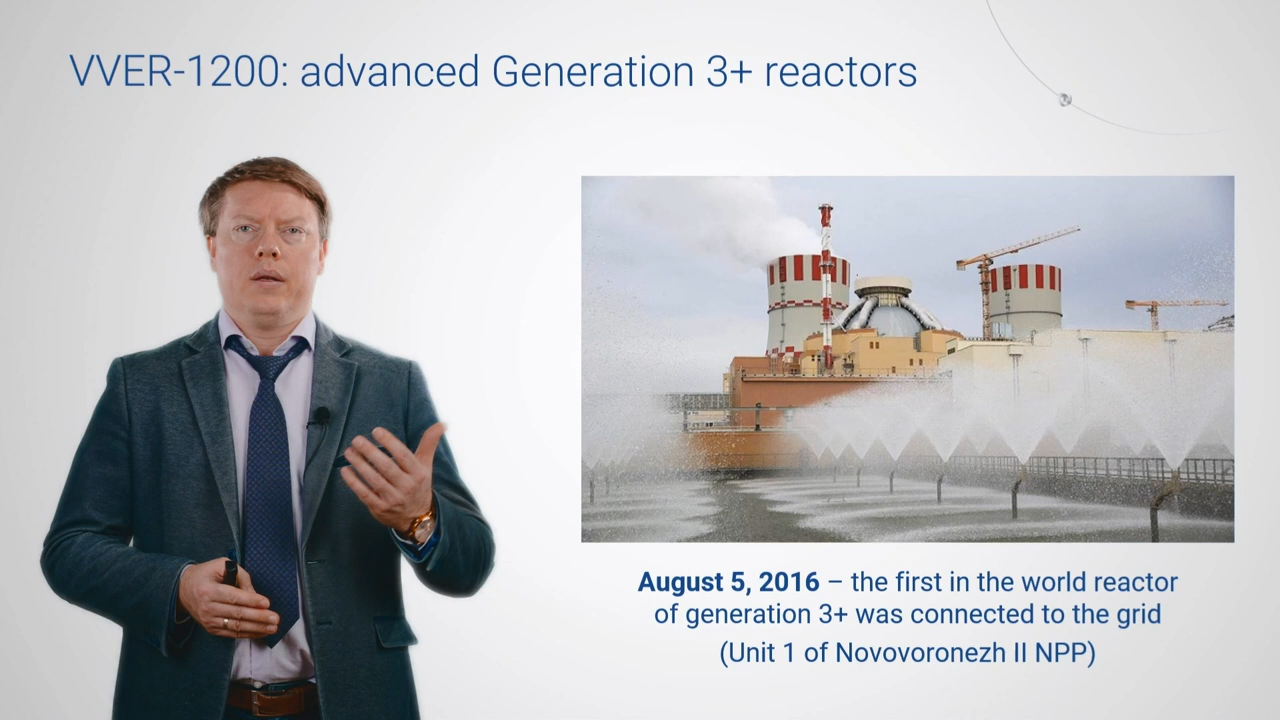 VVER-1200: advanced Generation 3+ reactors
August 5, 2016 – the first in the world reactor
of generation 3+ was connected to the grid
(Unit 1 of Novovoronezh II NPP)